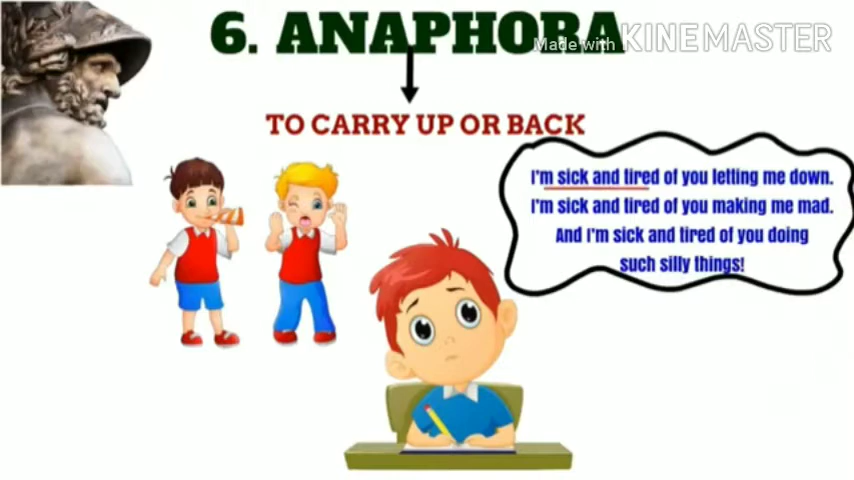 6. ANAPHORA
Made with KINEMASTER
TO CARRY UP OR BACK
I'm sick and tired of you letting me down.
I'm sick and tired of you making me mad.
And I'm sick and tired of you doing
such silly things!